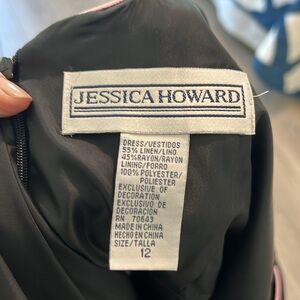 JESSICA HOWARD
DRESS/VESTIDOS
55% LINEN/LINO
45%RAYON/RAYON
LINING/FORRO
100% POLYESTER/
POLIESTER
EXCLUSIVE OF
DECORATION
EXCLUSIVO DE
DECORACION
RN 70643
MADE IN CHINA
HECHO EN CHINA
SIZE/TALLA
12